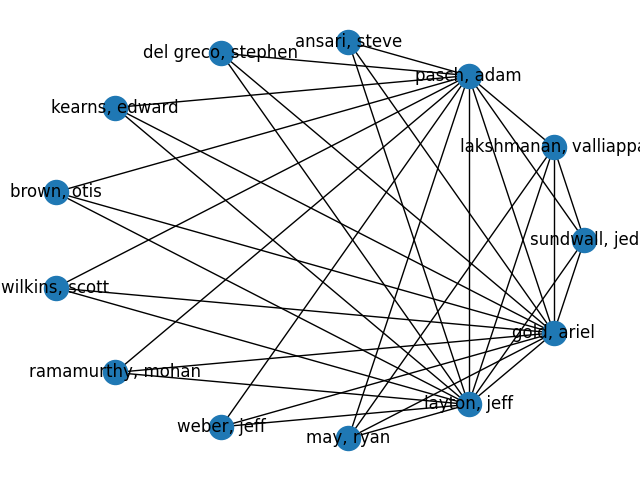 ansari, steve
del greco, stephen
pasch, adam
kearns, edward
lakshmanan, valliappa
brown, otis
sundwall, jed
wilkins, scott
gold, ariel
ramamurthy, mohan
layton, jeff
weber, jeff
may, ryan